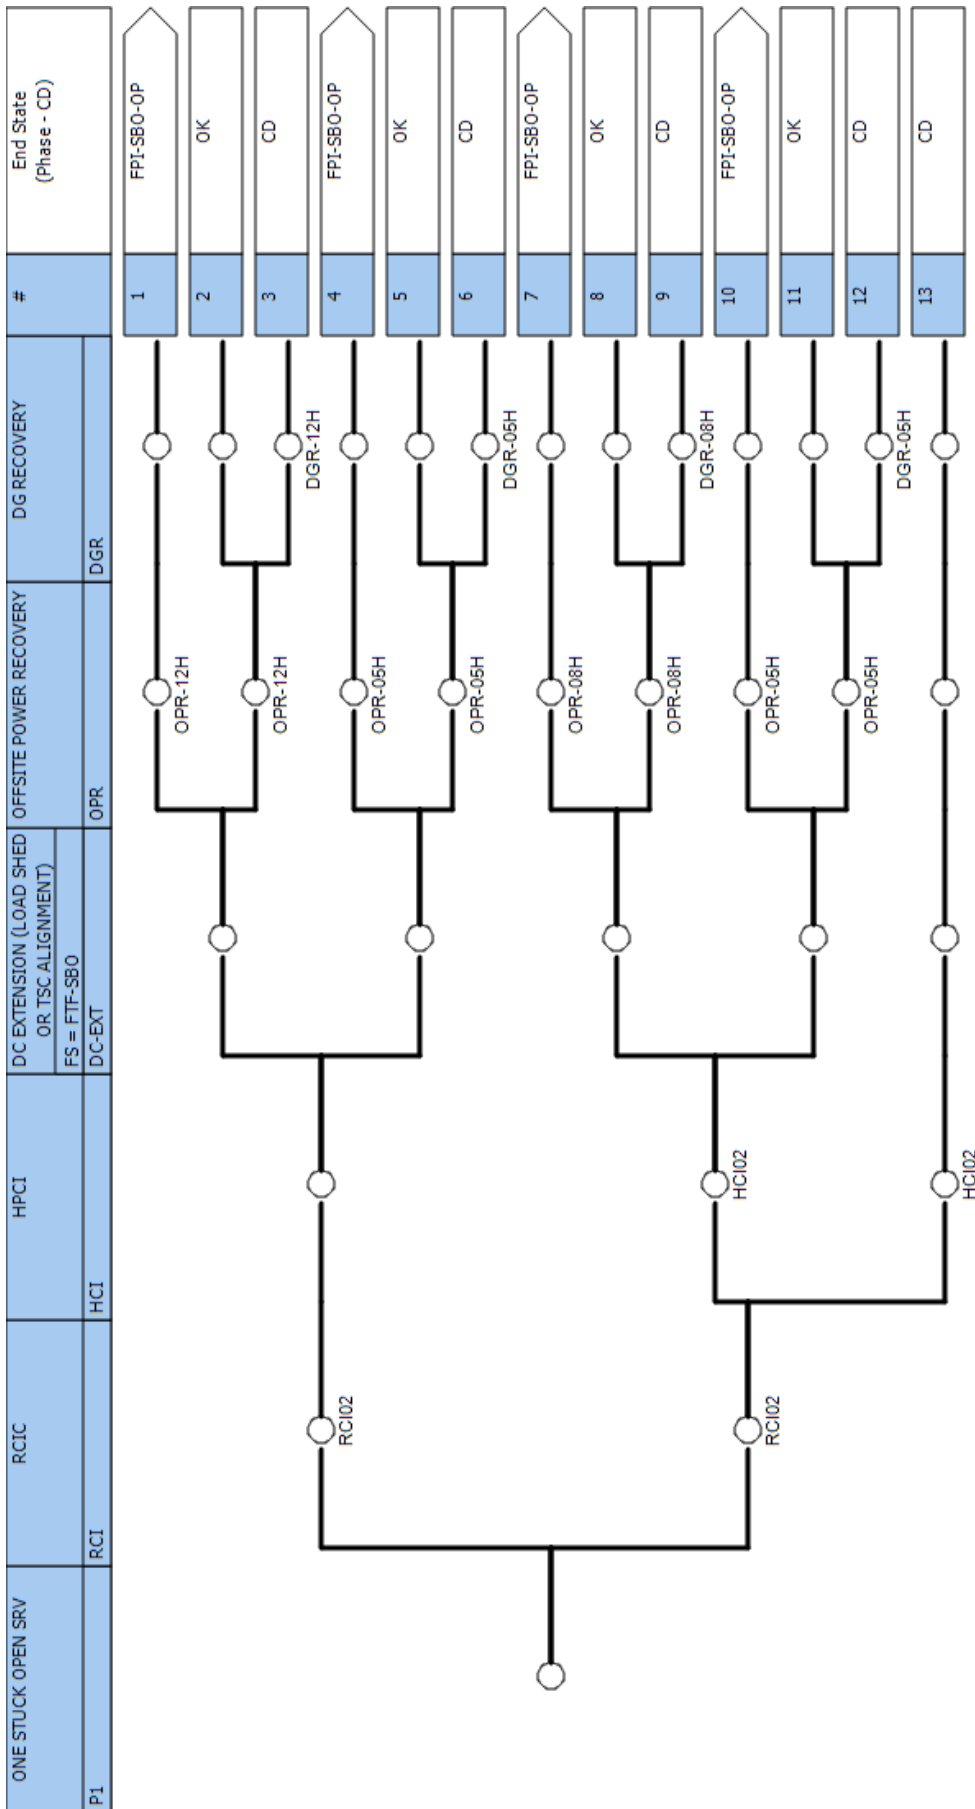 ONE STUCK OPEN SRV
P1
RCIC
RCI
HPCI
HCI
DC EXTENSION (LOAD SHED
OR TSC ALIGNMENT)
FS = FTF-SBO
DC-EXT
OFFSITE POWER RECOVERY
OPR
DG RECOVERY
DGR
#
End State
(Phase - CD)
RCI02
RCI02
HCI02
HCI02
OPR-12H
OPR-12H
OPR-05H
OPR-05H
OPR-08H
OPR-08H
OPR-05H
OPR-05H
DGR-12H
DGR-05H
DGR-08H
DGR-05H
1
FPI-SBO-OP
2
OK
3
CD
4
FPI-SBO-OP
5
OK
6
CD
7
FPI-SBO-OP
8
OK
9
CD
10
FPI-SBO-OP
11
OK
12
CD
13
CD